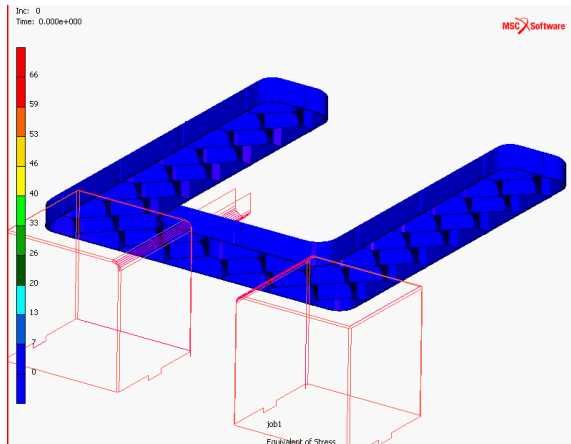 Inc: 0
Time: 0.000e+000
MSC Software
66
59
53
46
40
33
26
20
13
7
0
job1
Equivalent of Stress